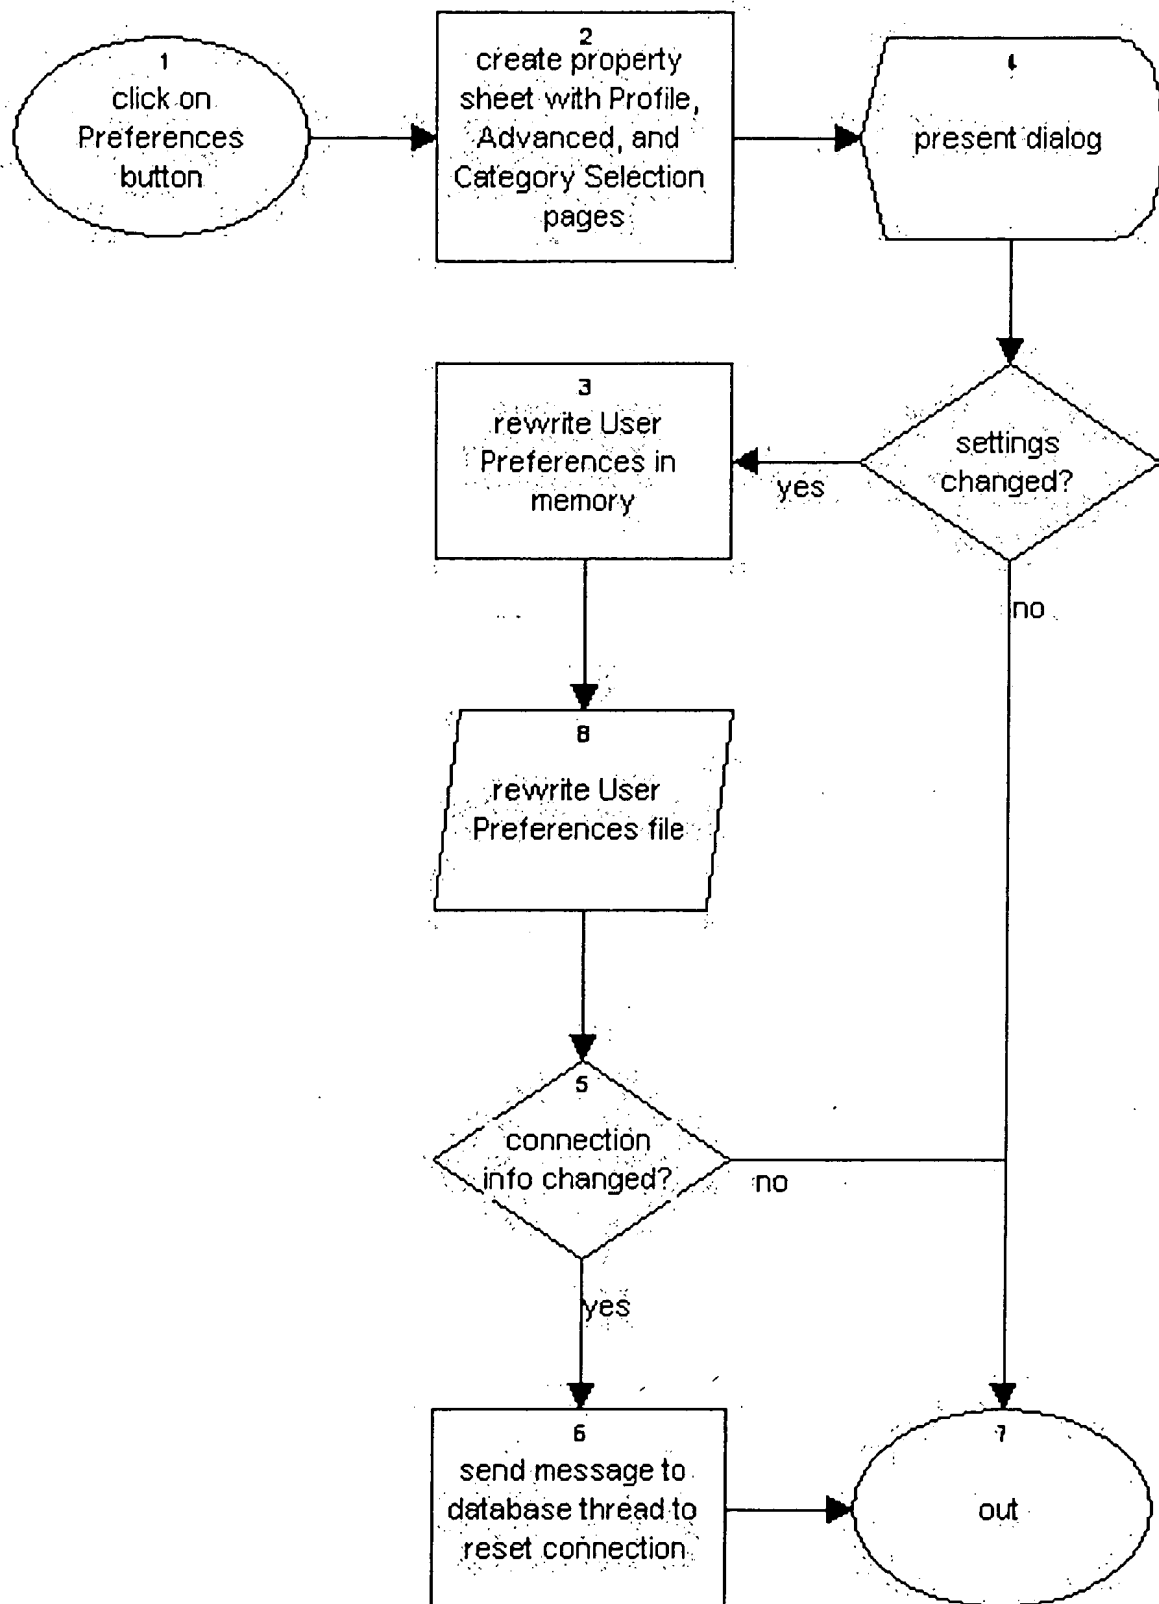 1
click on
Preferences
button
2
create property
sheet with Profile,
Advanced, and
Category Selection
pages
4
present dialog
settings
changed?
yes
no
3
rewrite User
Preferences in
memory
8
rewrite User
Preferences file
5
connection
info changed?
no
yes
6
send message to
database thread to
reset connection
7
out